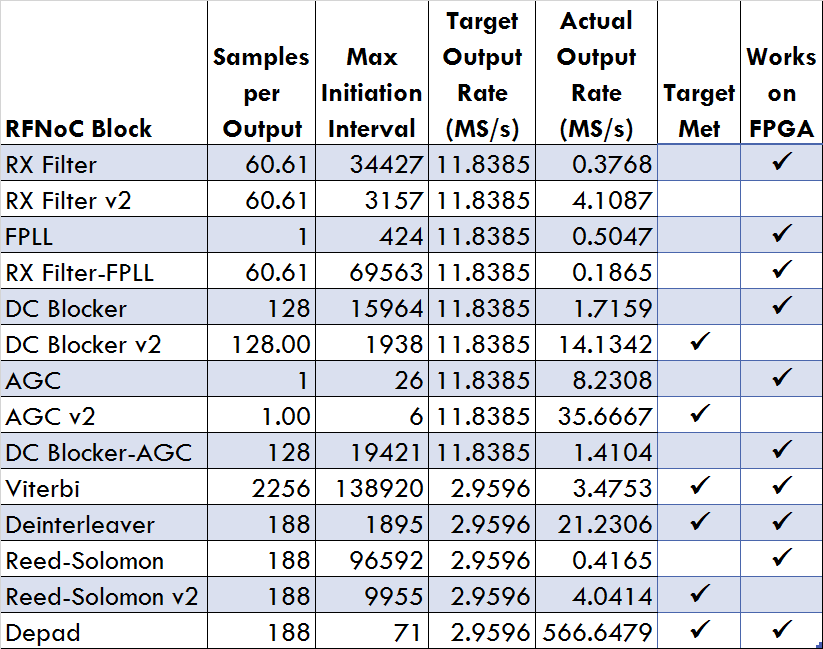 RFNoC Block Samples per Output Max Initiation Interval Target Output Rate (MS/s) Actual Output Rate (MS/s) Target Met Works on FPGA
RX Filter 60.61 34427 11.8385 0.3768 ✓
RX Filter v2 60.61 3157 11.8385 4.1087
FPLL 1 424 11.8385 0.5047 ✓
RX Filter-FPLL 60.61 69563 11.8385 0.1865 ✓
DC Blocker 128 15964 11.8385 1.7159 ✓
DC Blocker v2 128.00 1938 11.8385 14.1342 ✓
AGC 1 26 11.8385 8.2308 ✓
AGC v2 1.00 6 11.8385 35.6667 ✓
DC Blocker-AGC 128 19421 11.8385 1.4104 ✓
Viterbi 2256 138920 2.9596 3.4753 ✓ ✓
Deinterleaver 188 1895 2.9596 21.2306 ✓ ✓
Reed-Solomon 188 96592 2.9596 0.4165 ✓
Reed-Solomon v2 188 9955 2.9596 4.0414 ✓
Depad 188 71 2.9596 566.6479 ✓ ✓